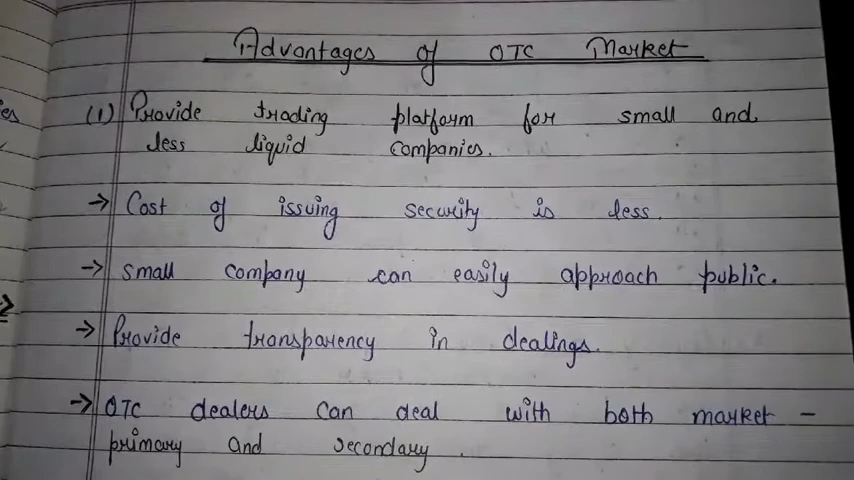 Advantages of OTC Market
(1) Provide trading platform for small and
less liquid companies.
→ Cost of issuing security is less.
→ small company can easily approach public.
→ Provide transparency in dealings.
→ OTC dealers can deal with both market -
primary and secondary.